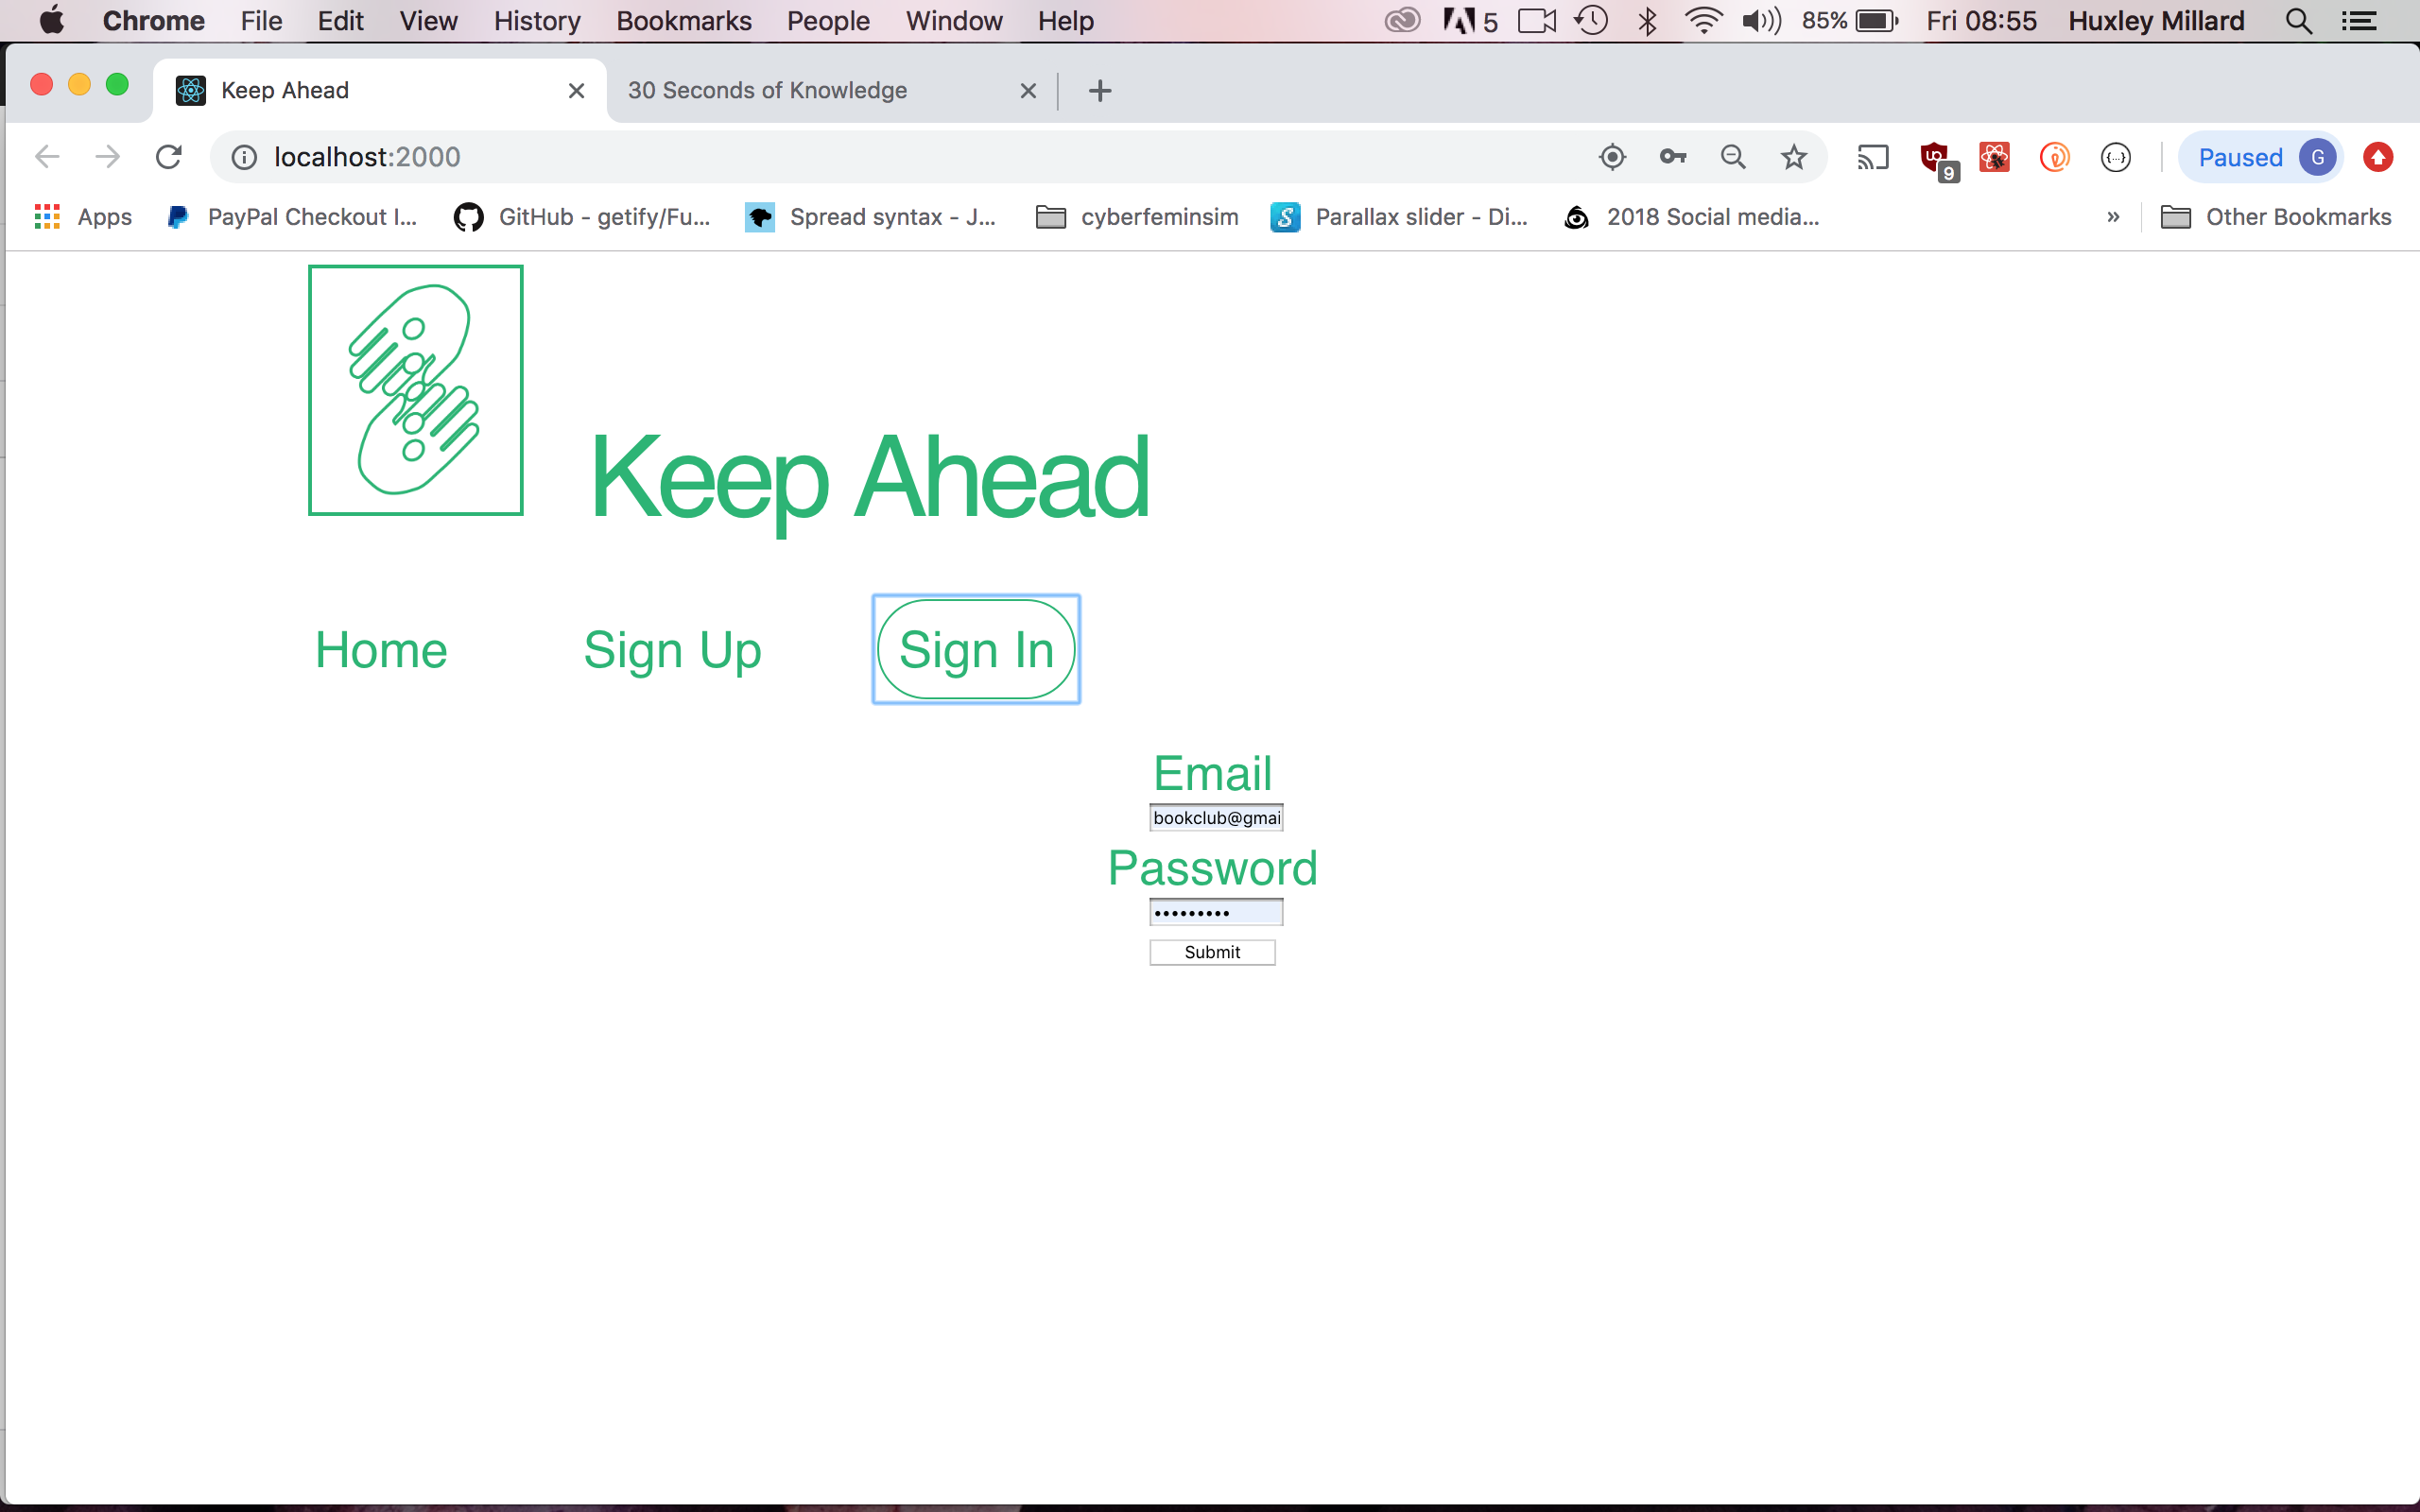 Chrome File Edit View History Bookmarks People Window Help 5 85% Fri 08:55 Huxley Millard
Keep Ahead 30 Seconds of Knowledge
localhost:2000 9 Paused G
Apps PayPal Checkout I... GitHub - getify/Fu... Spread syntax - J... cyberfeminsim Parallax slider - Di... 2018 Social media... » Other Bookmarks
Keep Ahead
Home Sign Up Sign In
Email
bookclub@gmai
Password
•••••••••
Submit